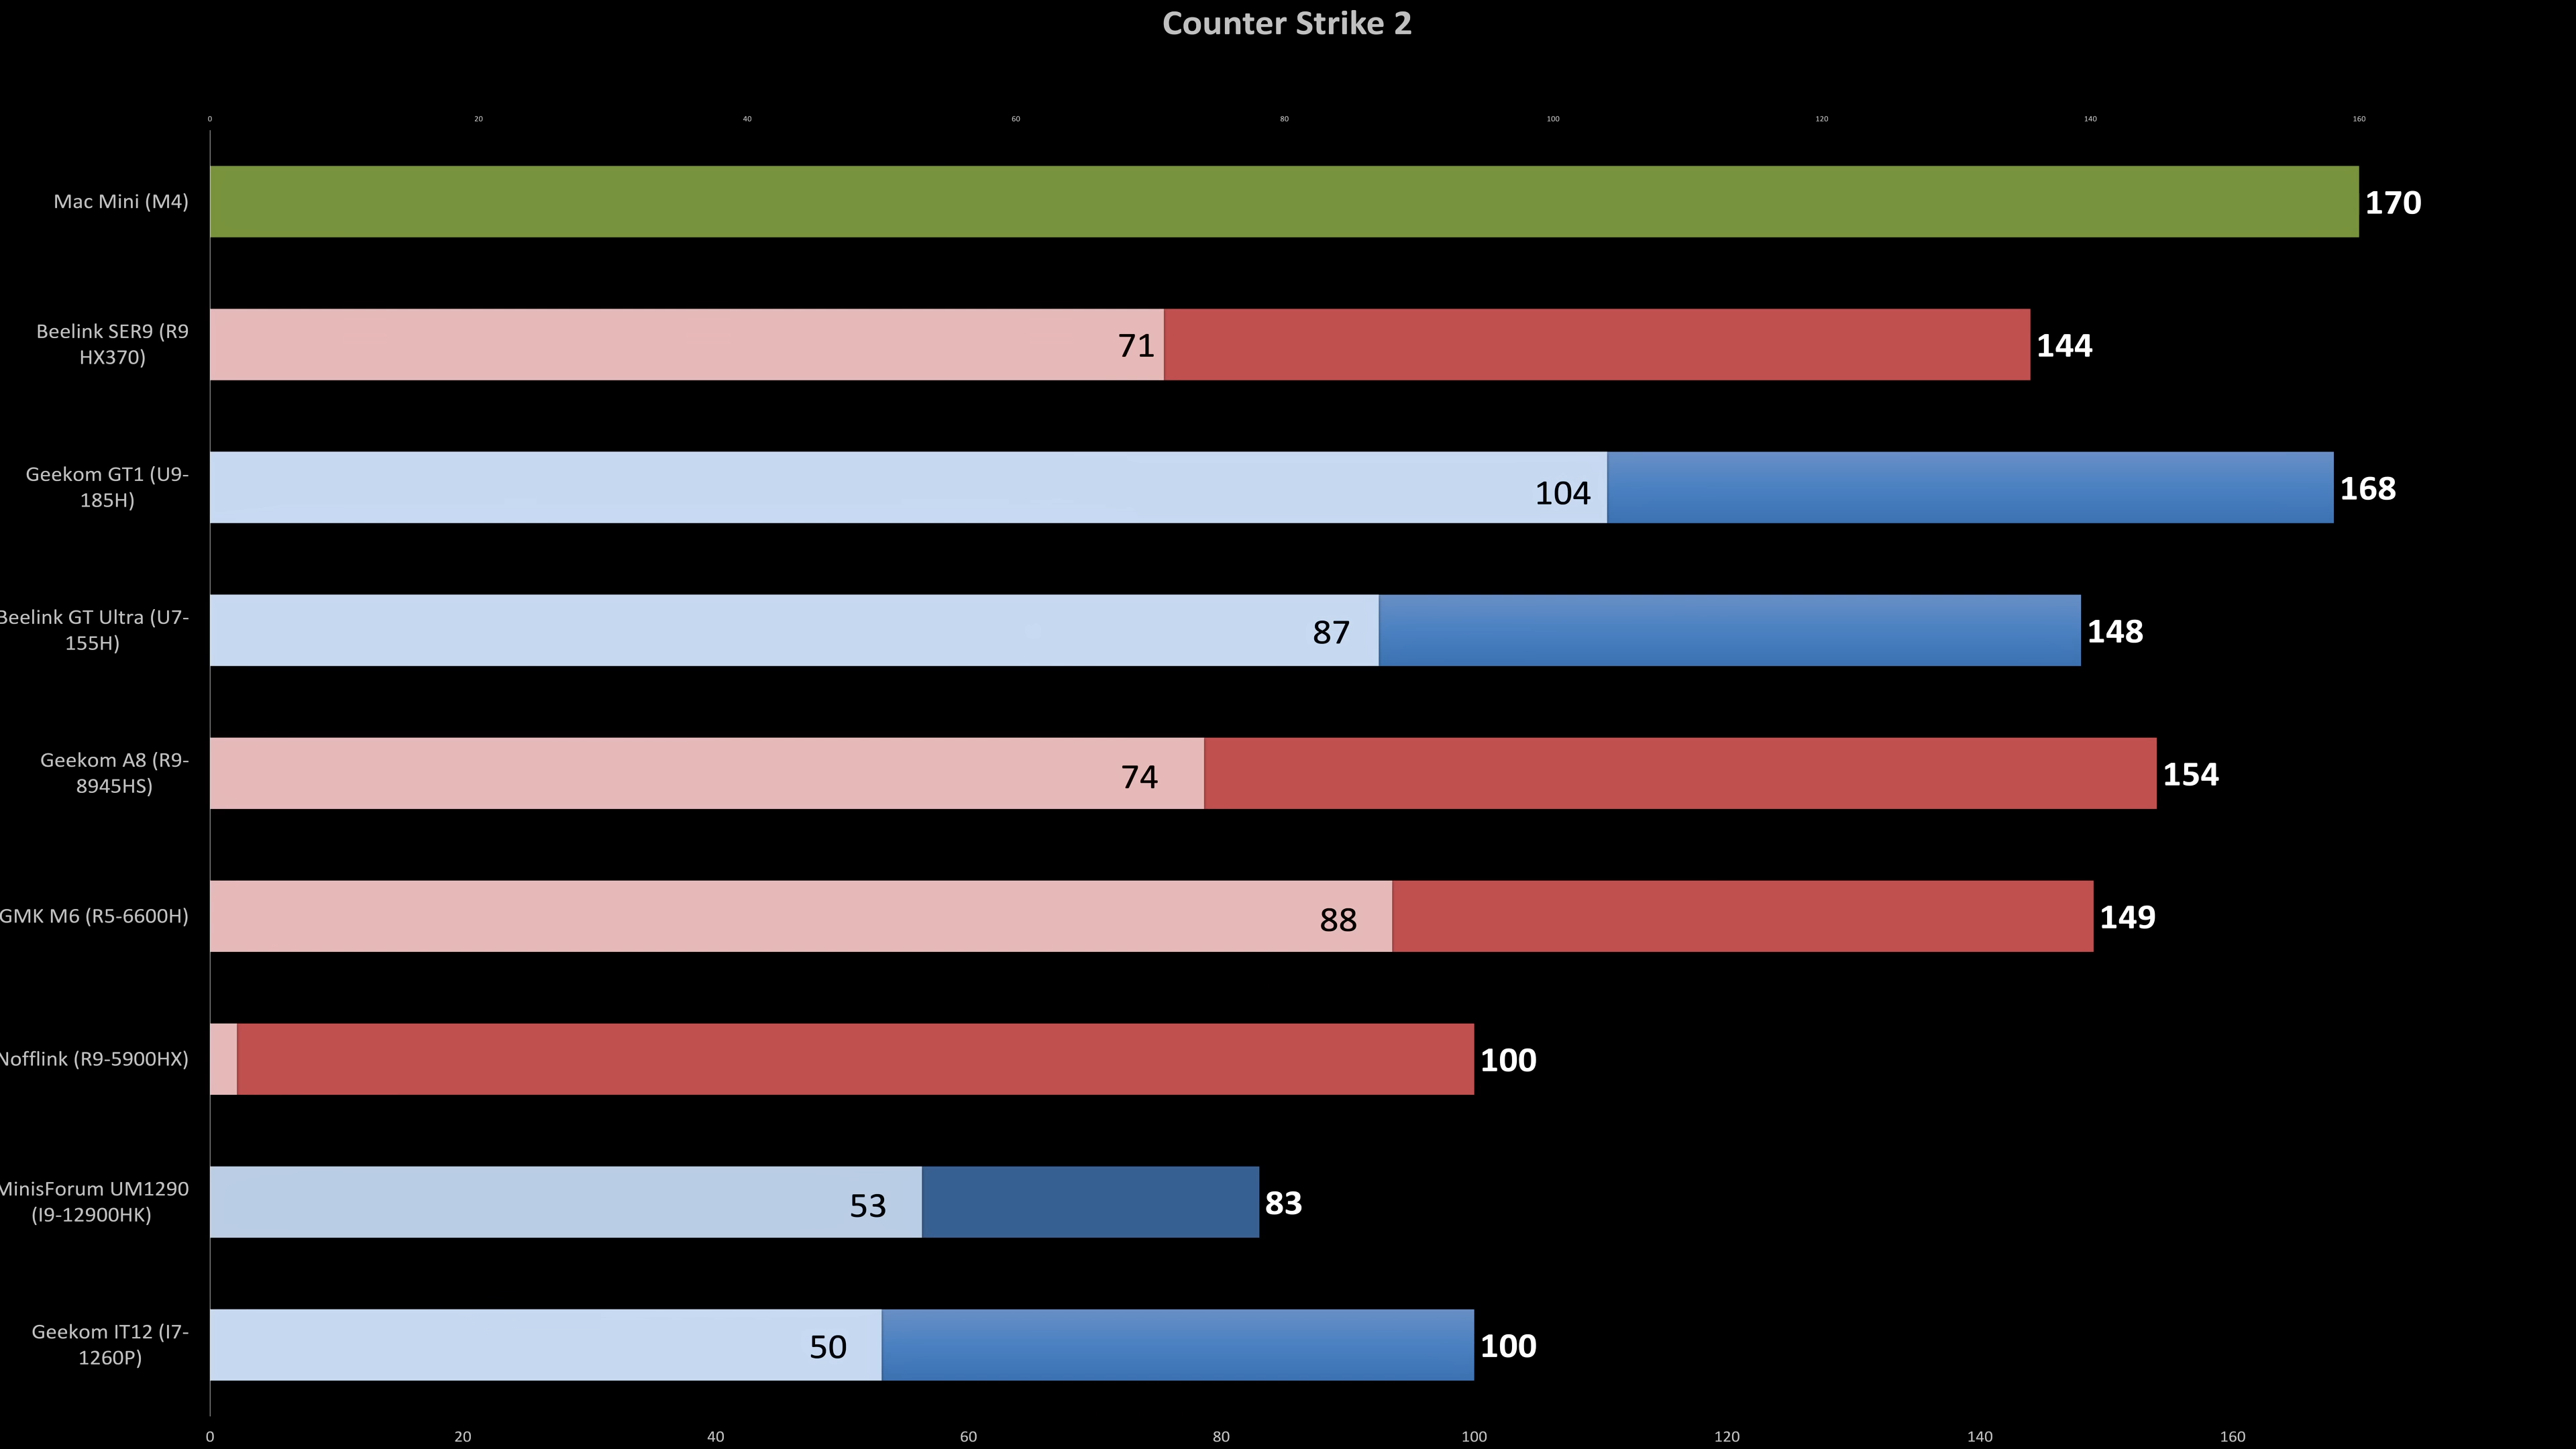 Counter Strike 2
0 20 40 60 80 100 120 140 160
Mac Mini (M4)
170
Beelink SER9 (R9
HX370)
71
144
Geekom GT1 (U9-
185H)
104
168
Beelink GT Ultra (U7-
155H)
87
148
Geekom A8 (R9-
8945HS)
74
154
GMK M6 (R5-6600H)
88
149
Nofflink (R9-5900HX)
100
MinisForum UM1290
(I9-12900HK)
53
83
Geekom IT12 (I7-
1260P)
50
100
0 20 40 60 80 100 120 140 160